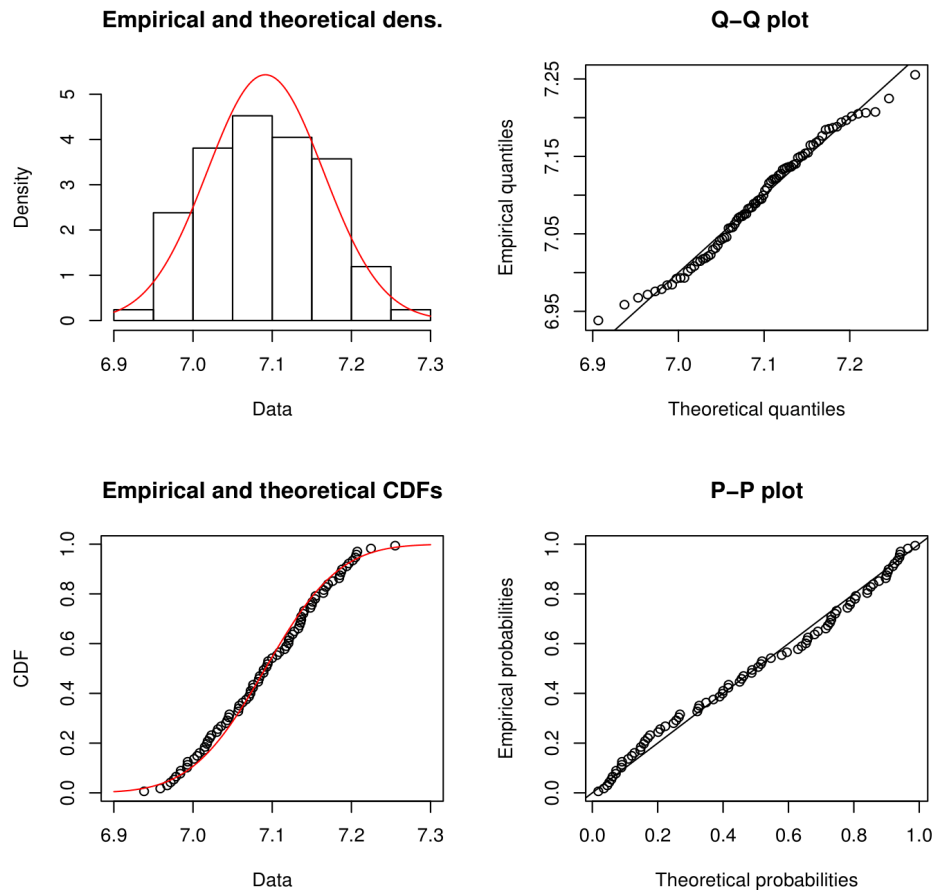 Empirical and theoretical dens.
Density
0 1 2 3 4 5
6.9 7.0 7.1 7.2 7.3
Data
Q−Q plot
Empirical quantiles
6.95 7.05 7.15 7.25
6.9 7.0 7.1 7.2
Theoretical quantiles
Empirical and theoretical CDFs
CDF
0.0 0.2 0.4 0.6 0.8 1.0
6.9 7.0 7.1 7.2 7.3
Data
P−P plot
Empirical probabilities
0.0 0.2 0.4 0.6 0.8 1.0
0.0 0.2 0.4 0.6 0.8 1.0
Theoretical probabilities